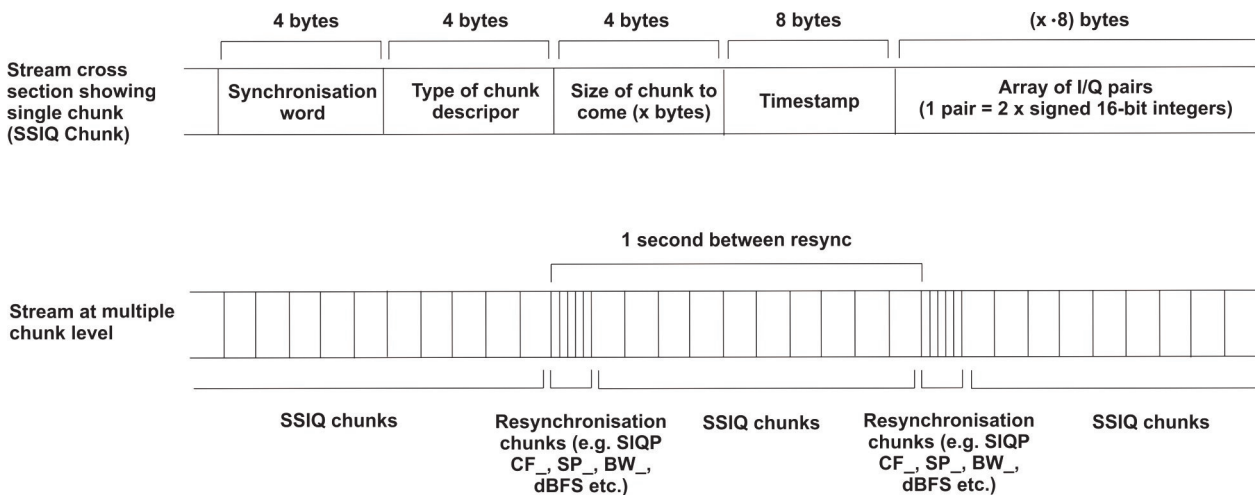 4 bytes
4 bytes
4 bytes
8 bytes
(x ·8) bytes
Stream cross
section showing
single chunk
(SSIQ Chunk)
Synchronisation
word
Type of chunk
descripor
Size of chunk to
come (x bytes)
Timestamp
Array of I/Q pairs
(1 pair = 2 x signed 16-bit integers)
1 second between resync
Stream at multiple
chunk level
SSIQ chunks
Resynchronisation
chunks (e.g. SIQP
CF_, SP_, BW_,
dBFS etc.)
SSIQ chunks
Resynchronisation
chunks (e.g. SIQP
CF_, SP_, BW_,
dBFS etc.)
SSIQ chunks